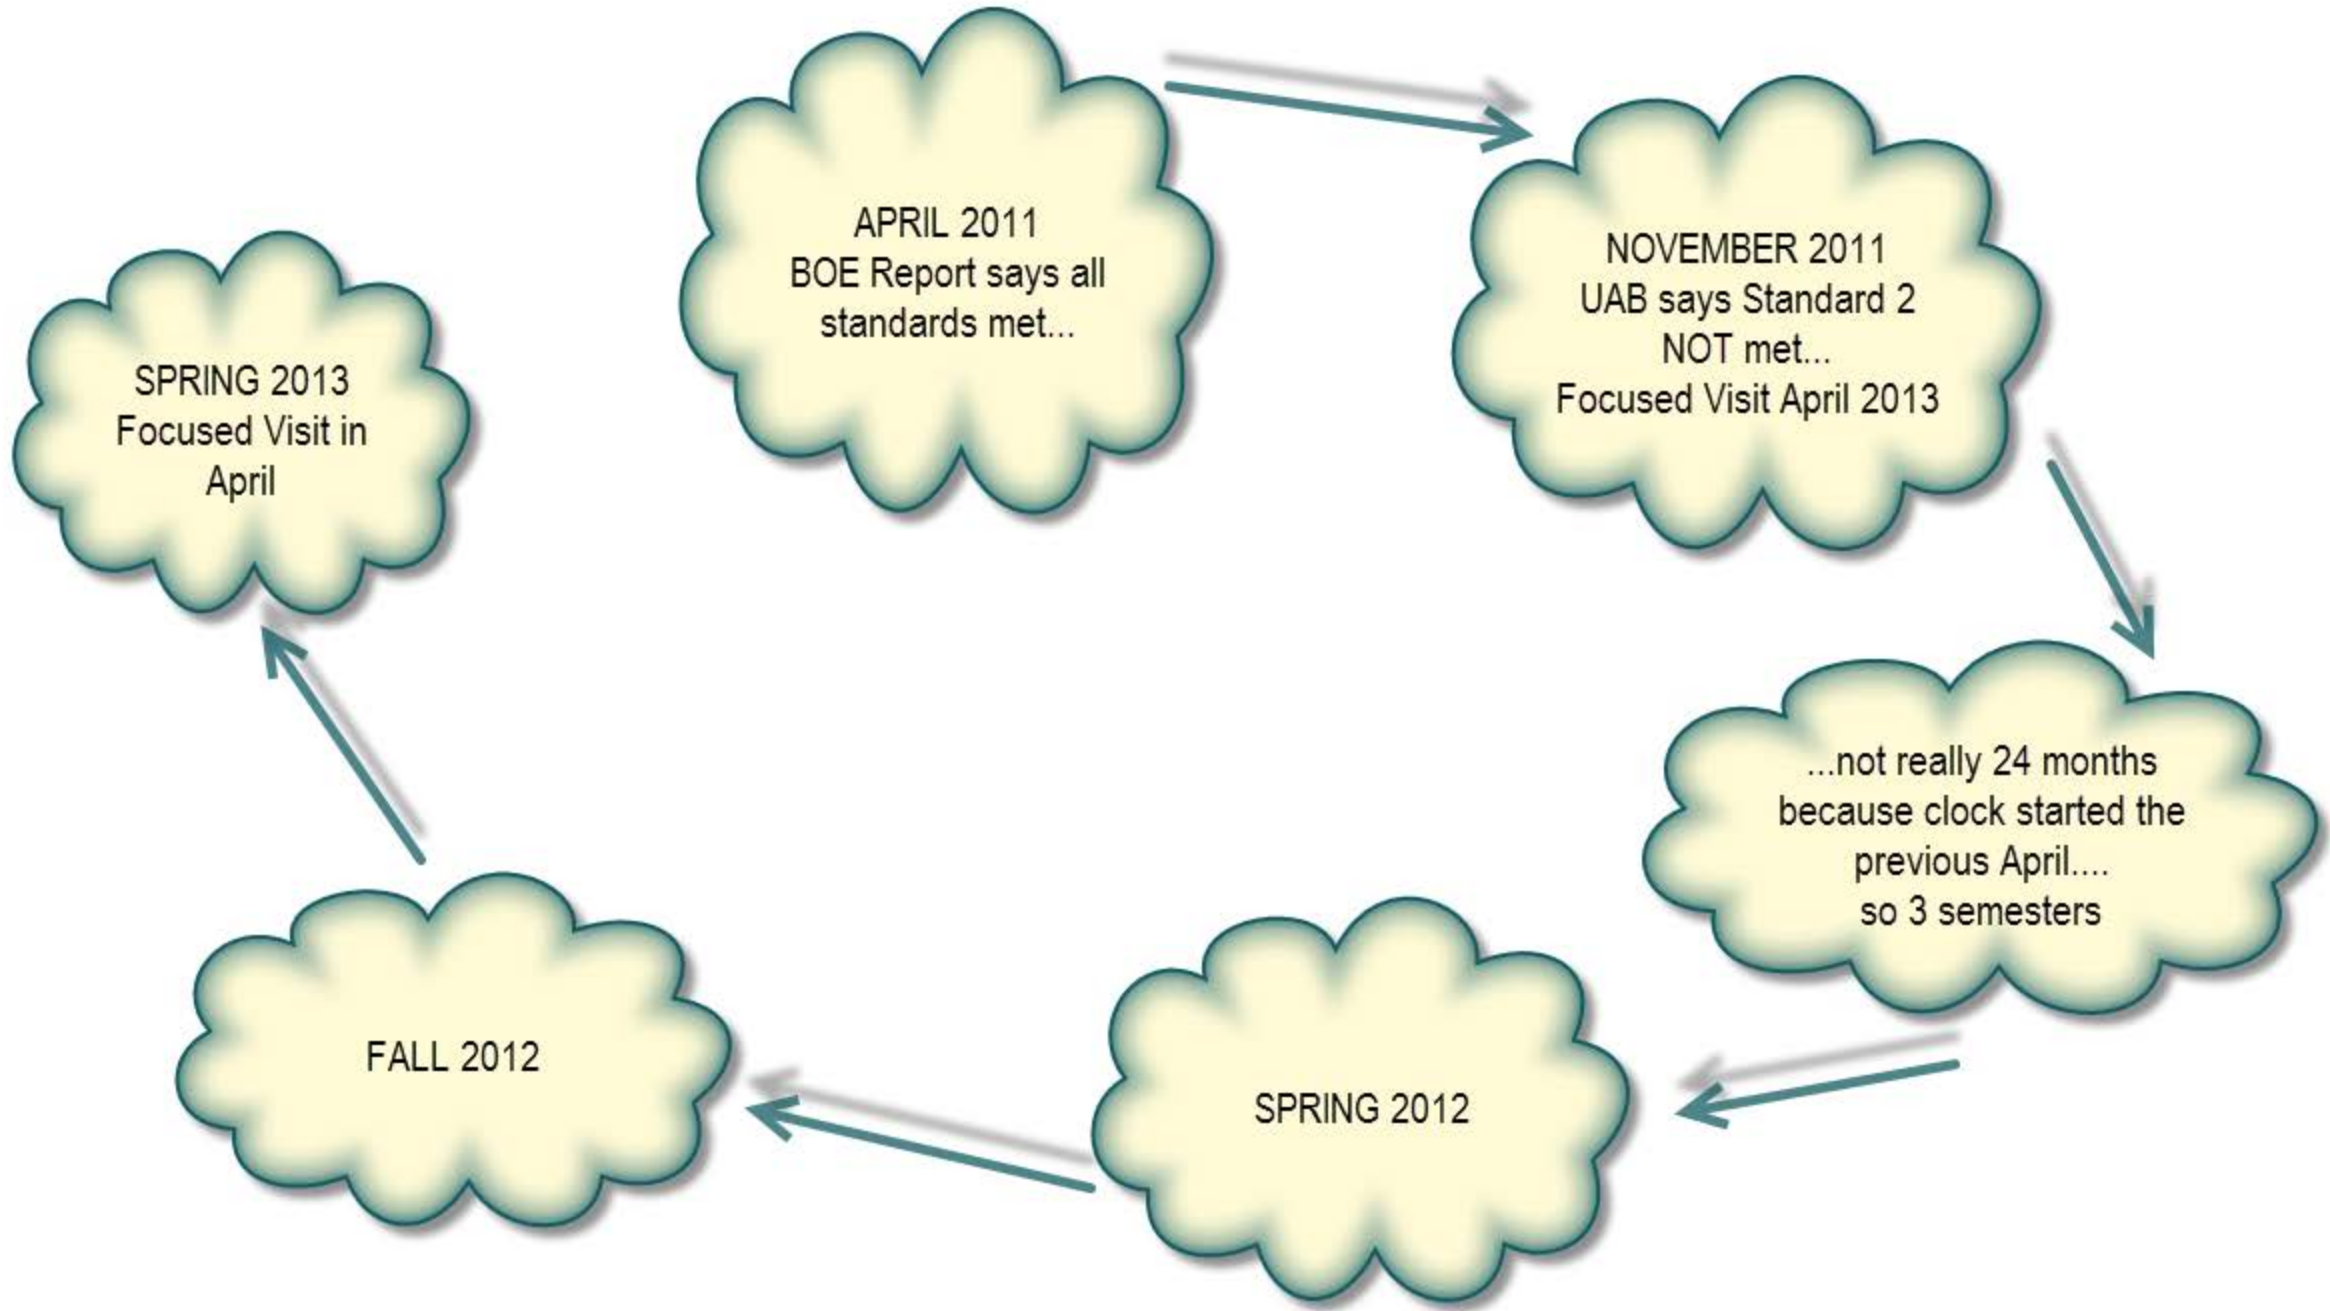 APRIL 2011
BOE Report says all
standards met...
NOVEMBER 2011
UAB says Standard 2
NOT met...
Focused Visit April 2013
...not really 24 months
because clock started the
previous April....
so 3 semesters
SPRING 2012
FALL 2012
SPRING 2013
Focused Visit in
April